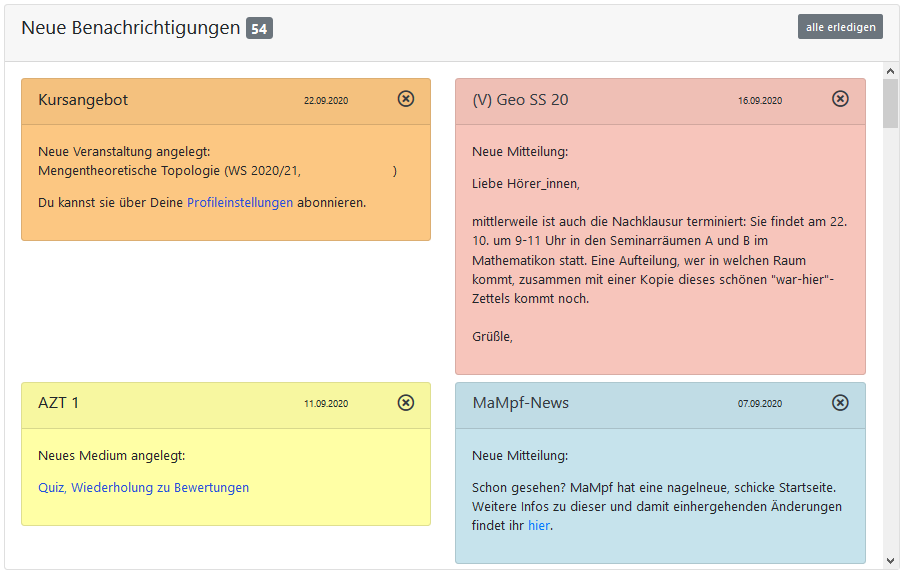 Neue Benachrichtigungen 54
alle erledigen
Kursangebot 22.09.2020
Neue Veranstaltung angelegt:
Mengentheoretische Topologie (WS 2020/21, )
Du kannst sie über Deine Profileinstellungen abonnieren.
(V) Geo SS 20 16.09.2020
Neue Mitteilung:
Liebe Hörer_innen,
mittlerweile ist auch die Nachklausur terminiert: Sie findet am 22.
10. um 9-11 Uhr in den Seminarräumen A und B im
Mathematikon statt. Eine Aufteilung, wer in welchen Raum
kommt, zusammen mit einer Kopie dieses schönen "war-hier"-
Zettels kommt noch.
Grüßle,
AZT 1 11.09.2020
Neues Medium angelegt:
Quiz, Wiederholung zu Bewertungen
MaMpf-News 07.09.2020
Neue Mitteilung:
Schon gesehen? MaMpf hat eine nagelneue, schicke Startseite.
Weitere Infos zu dieser und damit einhergehenden Änderungen
findet ihr hier.